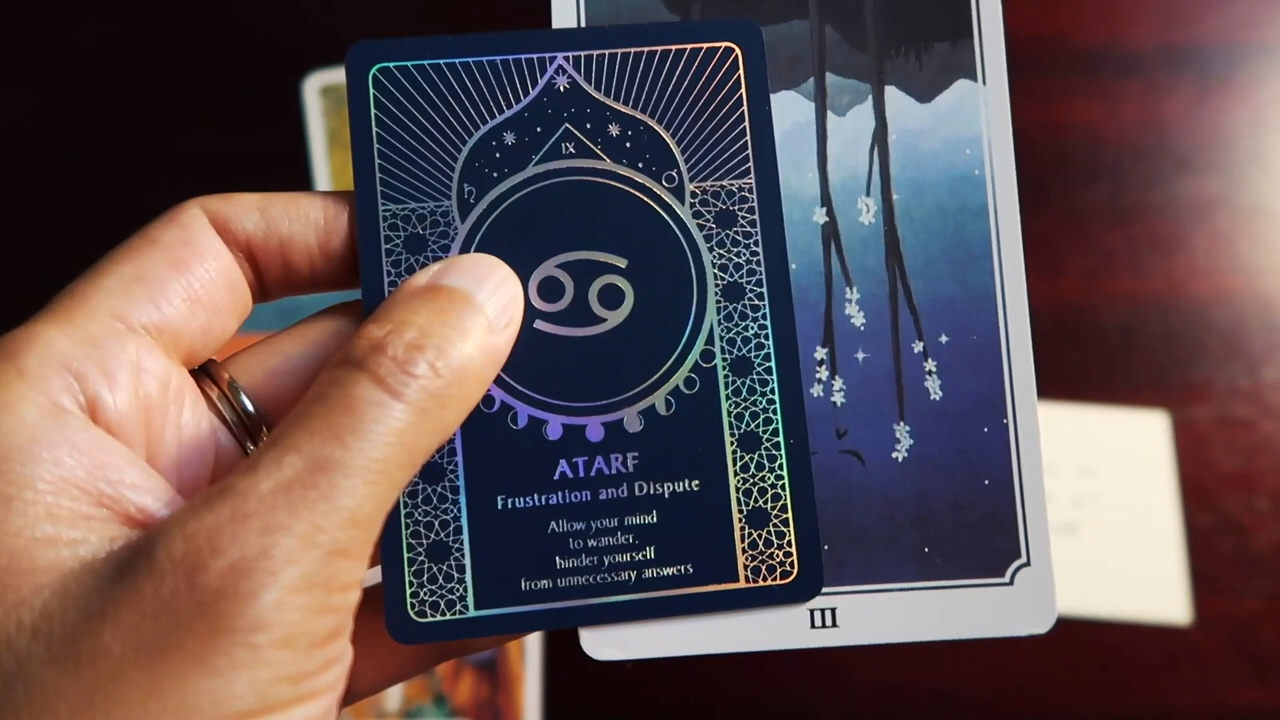 IX
ATARF
Frustration and Dispute
Allow your mind
to wander,
hinder yourself
from unnecessary answers
III